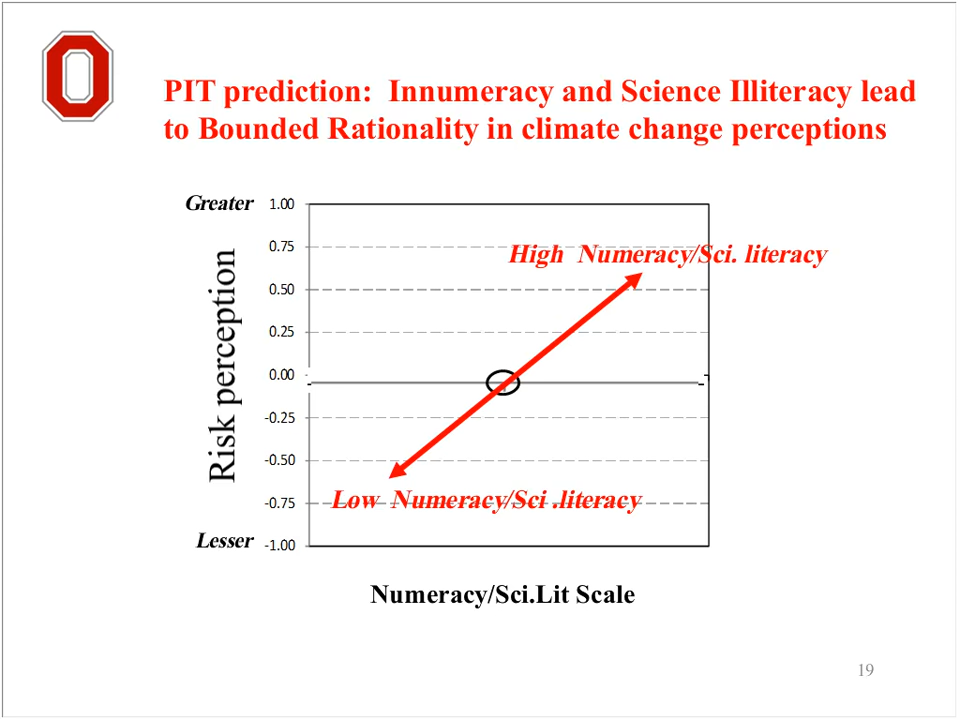 PIT prediction:  Innumeracy and Science Illiteracy lead
to Bounded Rationality in climate change perceptions
Greater
Risk perception
1.00
0.75
0.50
0.25
0.00
-0.25
-0.50
-0.75
-1.00
High  Numeracy/Sci. literacy
Low  Numeracy/Sci .literacy
Lesser
Numeracy/Sci.Lit Scale
19